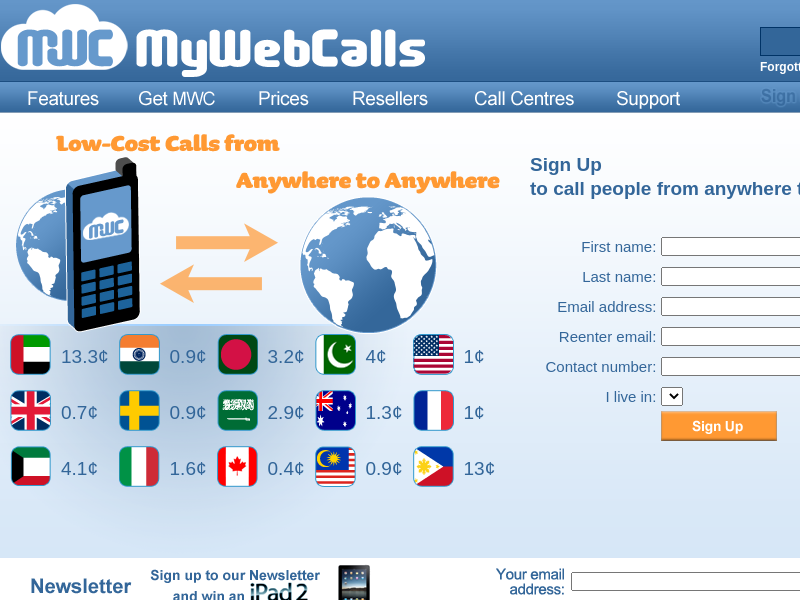 MWC MyWebCalls
Forgott
Features Get MWC Prices Resellers Call Centres Support Sign
Low-Cost Calls from
Anywhere to Anywhere
MWC
Sign Up
to call people from anywhere t
First name:
Last name:
Email address:
Reenter email:
Contact number:
I live in:
Sign Up
13.3¢ 0.9¢ 3.2¢ 4¢ 1¢
0.7¢ 0.9¢ 2.9¢ 1.3¢ 1¢
4.1¢ 1.6¢ 0.4¢ 0.9¢ 13¢
Newsletter
Sign up to our Newsletter
and win an iPad 2
Your email
address: